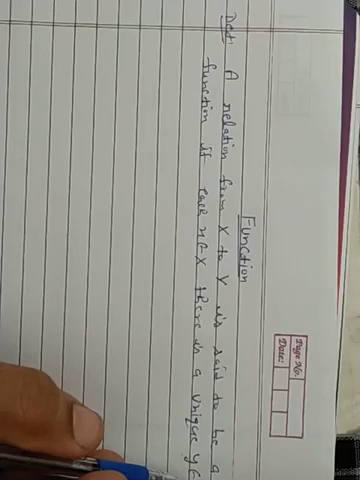 Page No.
Date:
Function
Def: A relation from X to Y is said to be a
function if each x ∈ X there is a unique y ∈